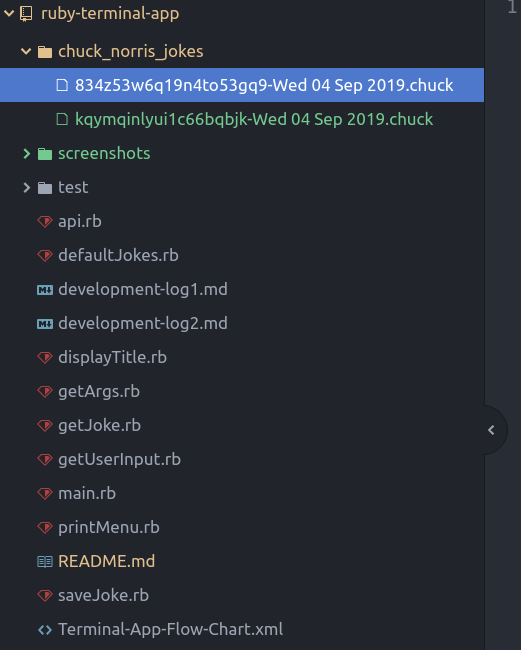 ruby-terminal-app
1
chuck_norris_jokes
834z53w6q19n4to53gq9-Wed 04 Sep 2019.chuck
kqymqinlyui1c66bqbjk-Wed 04 Sep 2019.chuck
screenshots
test
api.rb
defaultJokes.rb
development-log1.md
development-log2.md
displayTitle.rb
getArgs.rb
getJoke.rb
getUserInput.rb
main.rb
printMenu.rb
README.md
saveJoke.rb
Terminal-App-Flow-Chart.xml